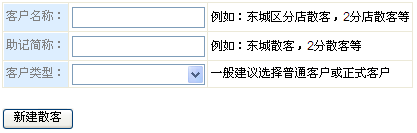 客户名称： 例如：东城区分店散客，2分店散客等
助记简称： 例如：东城散客，2分散客等
客户类型： 一般建议选择普通客户或正式客户
新建散客